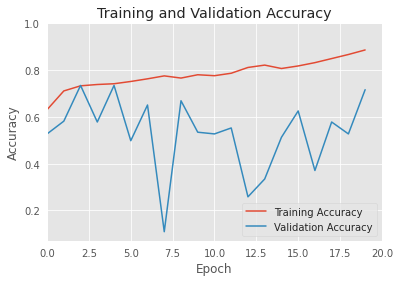 Training and Validation Accuracy
1.0
0.8
0.6
0.4
0.2
Accuracy
Training Accuracy
Validation Accuracy
0.0 2.5 5.0 7.5 10.0 12.5 15.0 17.5 20.0
Epoch